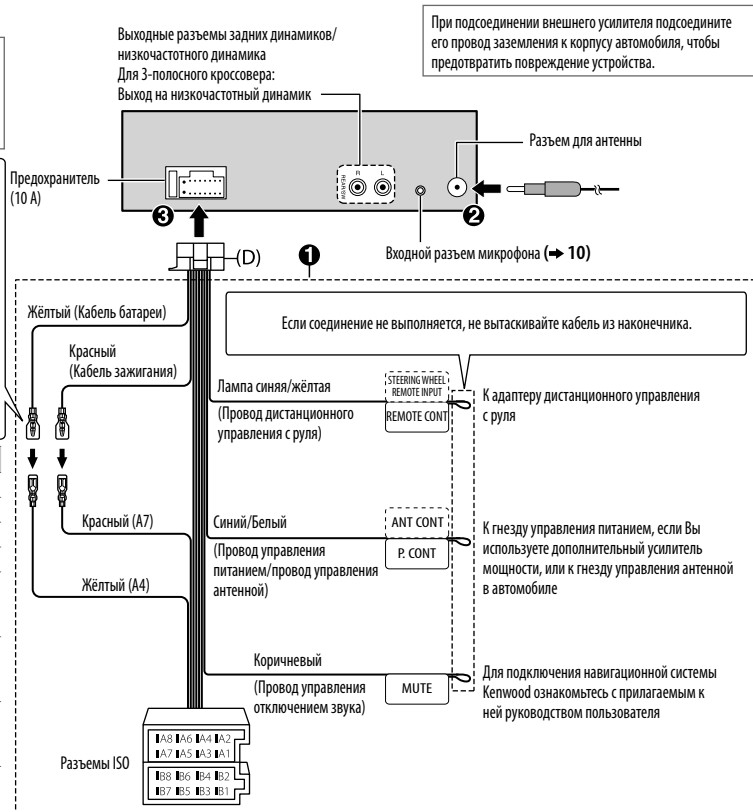 Выходные разъемы задних динамиков/
низкочастотного динамика
Для 3-полосного кроссовера:
Выход на низкочастотный динамик
При подсоединении внешнего усилителя подсоедините
его провод заземления к корпусу автомобиля, чтобы
предотвратить повреждение устройства.
Разъем для антенны
Предохранитель
(10 A)
REAR/SW
R
L
3
2
Входной разъем микрофона (➜ 10)
(D)
1
Жёлтый (Кабель батареи)
Если соединение не выполняется, не вытаскивайте кабель из наконечника.
Красный
(Кабель зажигания)
Лампа синяя/жёлтая
(Провод дистанционного
управления с руля)
STEERING WHEEL
REMOTE INPUT
REMOTE CONT
К адаптеру дистанционного управления
с руля
Красный (A7)
Синий/Белый
(Провод управления
питанием/провод управления
антенной)
ANT CONT
P. CONT
К гнезду управления питанием, если Вы
используете дополнительный усилитель
мощности, или к гнезду управления антенной
в автомобиле
Жёлтый (A4)
Коричневый
(Провод управления
отключением звука)
MUTE
Для подключения навигационной системы
Kenwood ознакомьтесь с прилагаемым к
ней руководством пользователя
Разъемы ISO
A8 A6 A4 A2
A7 A5 A3 A1
B8 B6 B4 B2
B7 B5 B3 B1